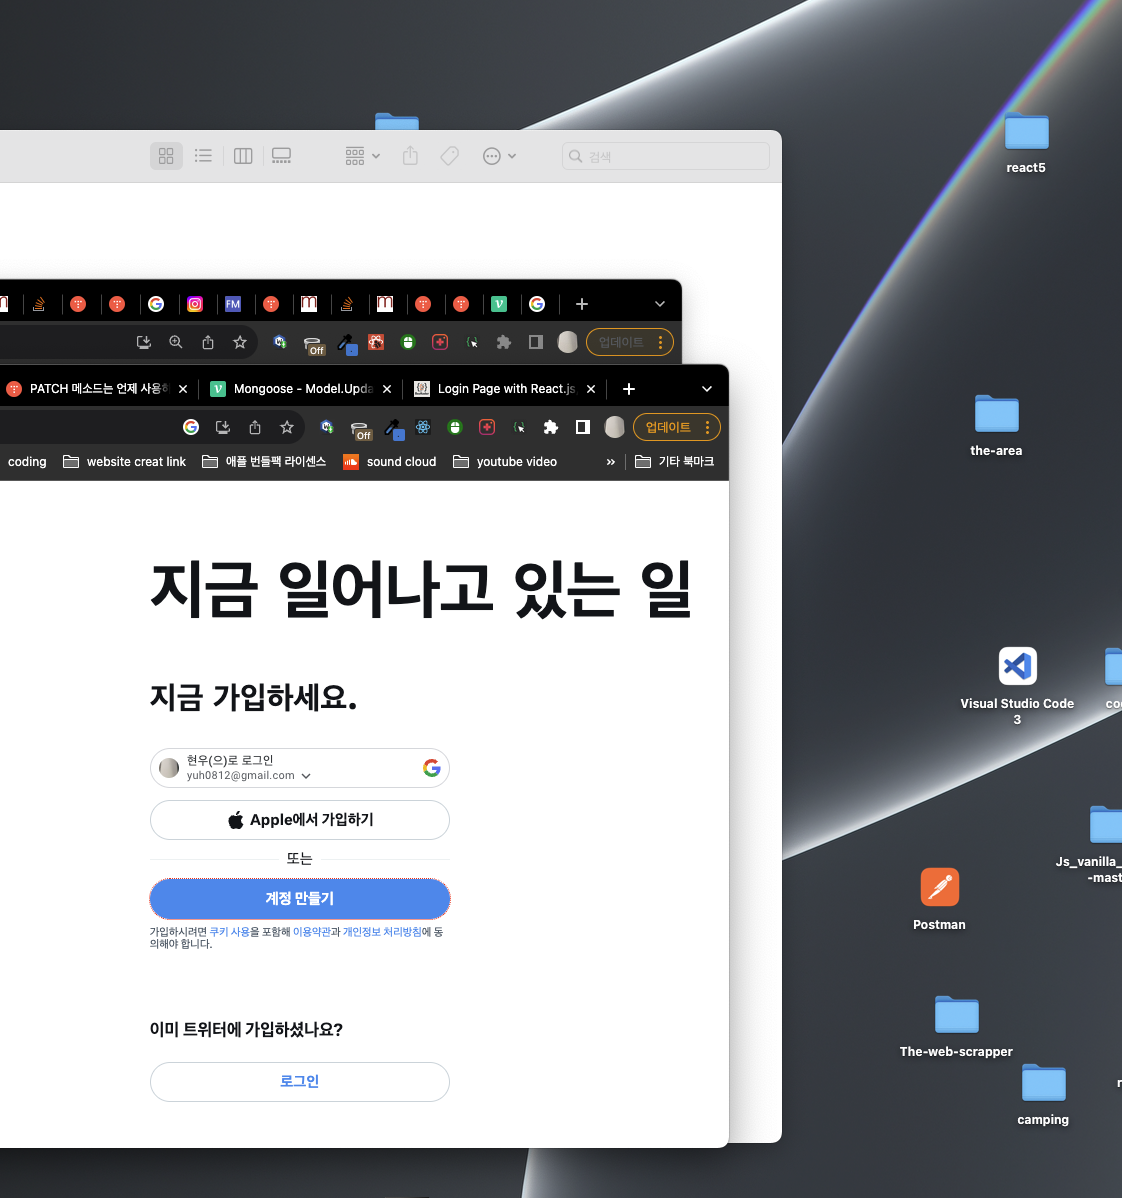 검색
react5
FM
Off
업데이트
PATCH 메소드는 언제 사용하
Mongoose - Model.Upda
Login Page with React.js,
Off
업데이트
coding
website creat link
애플 번들팩 라이센스
sound cloud
youtube video
»
기타 북마크
the-area
지금 일어나고 있는 일
지금 가입하세요.
현우(으)로 로그인
yuh0812@gmail.com
Apple에서 가입하기
또는
계정 만들기
가입하시려면 쿠키 사용을 포함해 이용약관과 개인정보 처리방침에 동
의해야 합니다.
이미 트위터에 가입하셨나요?
로그인
Visual Studio Code
3
Js_vanilla_
-mast
Postman
The-web-scrapper
camping